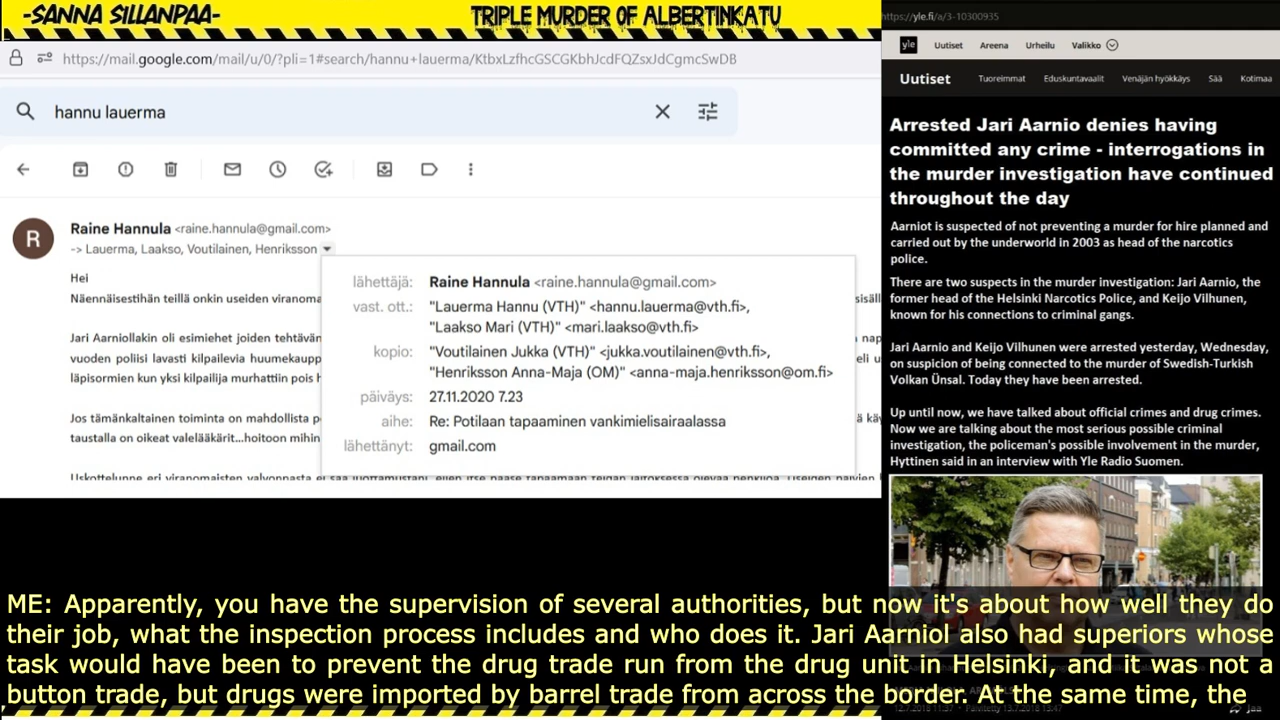 -SANNA SILLANPAA-
TRIPLE MURDER OF ALBERTINKATU
https://mail.google.com/mail/u/0/?pli=1#search/hannu+lauerma/KtbxLzfhcGSCGKbhJcdFQZsxJdCgmcSwDB
hannu lauerma
R
Raine Hannula <raine.hannula@gmail.com>
-> Lauerma, Laakso, Voutilainen, Henriksson
Hei
Näennäisestihän teillä onkin useiden viranoma
Jari Aarniollakin oli esimiehet joiden tehtävän
vuoden poliisi lavasti kilpailevia huumekaupp
läpisormien kun yksi kilpailija murhattiin pois h
Jos tämänkaltainen toiminta on mahdollista p
taustalla on oikeat valelääkärit...hoitoon mihin
lähettäjä: Raine Hannula <raine.hannula@gmail.com>
vast. ott.: "Lauerma Hannu (VTH)" <hannu.lauerma@vth.fi>,
"Laakso Mari (VTH)" <mari.laakso@vth.fi>
kopio: "Voutilainen Jukka (VTH)" <jukka.voutilainen@vth.fi>,
"Henriksson Anna-Maja (OM)" <anna-maja.henriksson@om.fi>
päiväys: 27.11.2020 7.23
aihe: Re: Potilaan tapaaminen vankimielisairaalassa
lähettänyt: gmail.com
https://yle.fi/a/3-10300935
yle Uutiset Areena Urheilu Valikko
Uutiset Tuoreimmat Eduskuntavaalit Venäjän hyökkäys Sää Kotimaa
Arrested Jari Aarnio denies having
committed any crime - interrogations in
the murder investigation have continued
throughout the day
Aarniot is suspected of not preventing a murder for hire planned and
carried out by the underworld in 2003 as head of the narcotics
police.
There are two suspects in the murder investigation: Jari Aarnio, the
former head of the Helsinki Narcotics Police, and Keijo Vilhunen,
known for his connections to criminal gangs.
Jari Aarnio and Keijo Vilhunen were arrested yesterday, Wednesday,
on suspicion of being connected to the murder of Swedish-Turkish
Volkan Ünsal. Today they have been arrested.
Up until now, we have talked about official crimes and drug crimes.
Now we are talking about the most serious possible criminal
investigation, the policeman's possible involvement in the murder,
Hyttinen said in an interview with Yle Radio Suomen.
ME: Apparently, you have the supervision of several authorities, but now it's about how well they do
their job, what the inspection process includes and who does it. Jari Aarniol also had superiors whose
task would have been to prevent the drug trade run from the drug unit in Helsinki, and it was not a
button trade, but drugs were imported by barrel trade from across the border. At the same time, the
Jaa